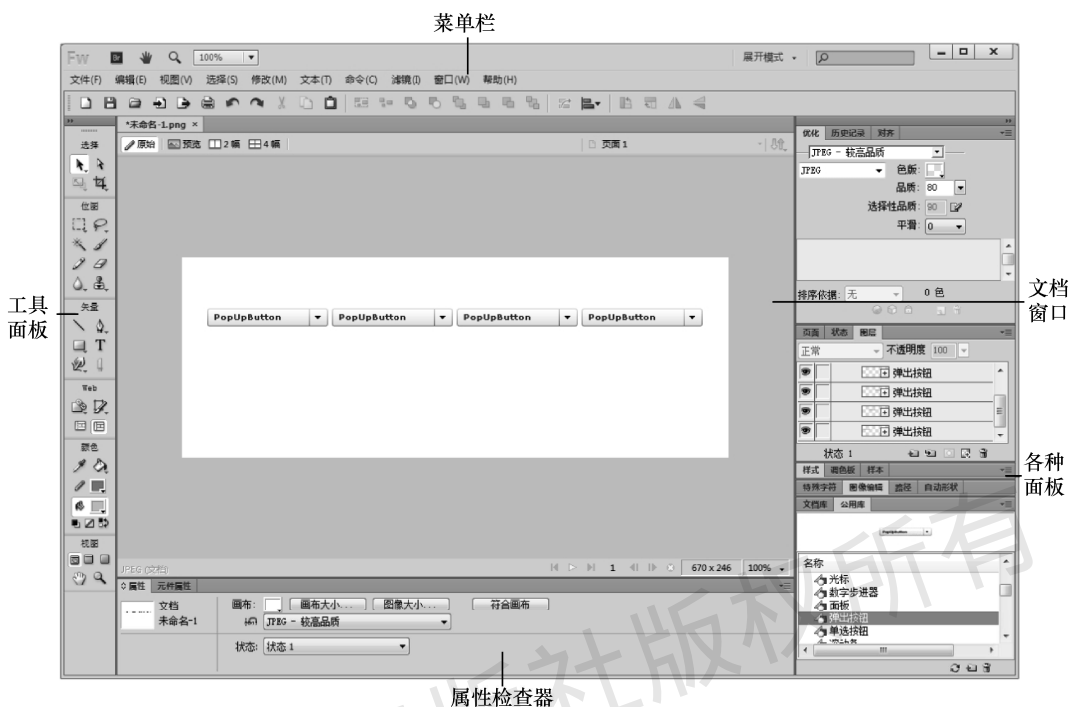 菜单栏
Fw Br 100% 展开模式
文件(F) 编辑(E) 视图(V) 选择(S) 修改(M) 文本(T) 命令(C) 滤镜(I) 窗口(W) 帮助(H)
*未命名-1.png ×
原始 预览 2 幅 4 幅 页面 1
选择
位图
矢量
Web
颜色
视图
工具
面板
PopUpButton PopUpButton PopUpButton PopUpButton
JPEG (文档)
1 670 x 246 100%
属性 元件属性
文档
未命名-1
画布: 画布大小... 图像大小... 符合画布
JPEG - 较高品质
状态: 状态 1
属性检查器
优化 历史记录 对齐
JPEG - 较高品质
JPEG 色版:
品质: 80
选择性品质: 90
平滑: 0
排序依据: 无 0 色
文档
窗口
页面 状态 图层
正常 不透明度 100
弹出按钮
弹出按钮
弹出按钮
弹出按钮
状态 1
样式 调色板 样本
特殊字符 图像编辑 路径 自动形状
文档库 公用库
各种
面板
PopUpButton
名称
光标
数字步进器
面板
弹出按钮
单选按钮
版社版权所有